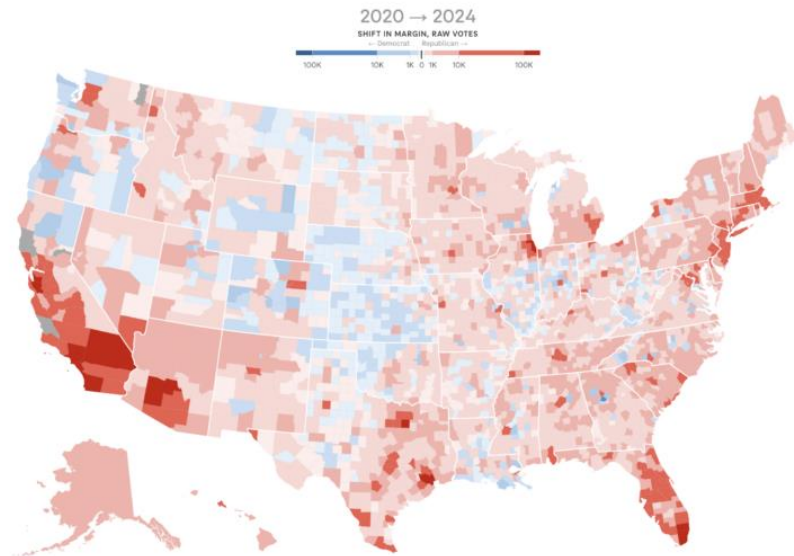 2020 → 2024
SHIFT IN MARGIN, RAW VOTES
← Democrat Republican →
100K 10K 1K 0 1K 10K 100K